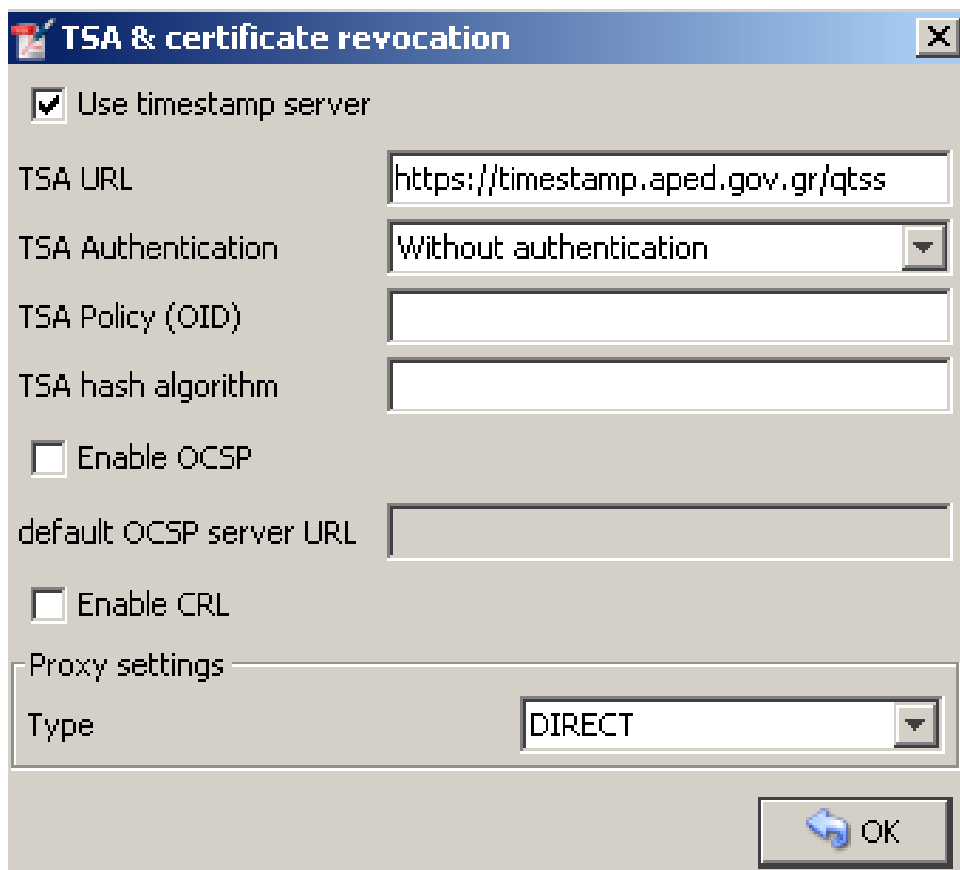 TSA & certificate revocation
Use timestamp server
TSA URL https://timestamp.aped.gov.gr/qtss
TSA Authentication Without authentication
TSA Policy (OID)
TSA hash algorithm
Enable OCSP
default OCSP server URL
Enable CRL
Proxy settings
Type DIRECT
OK